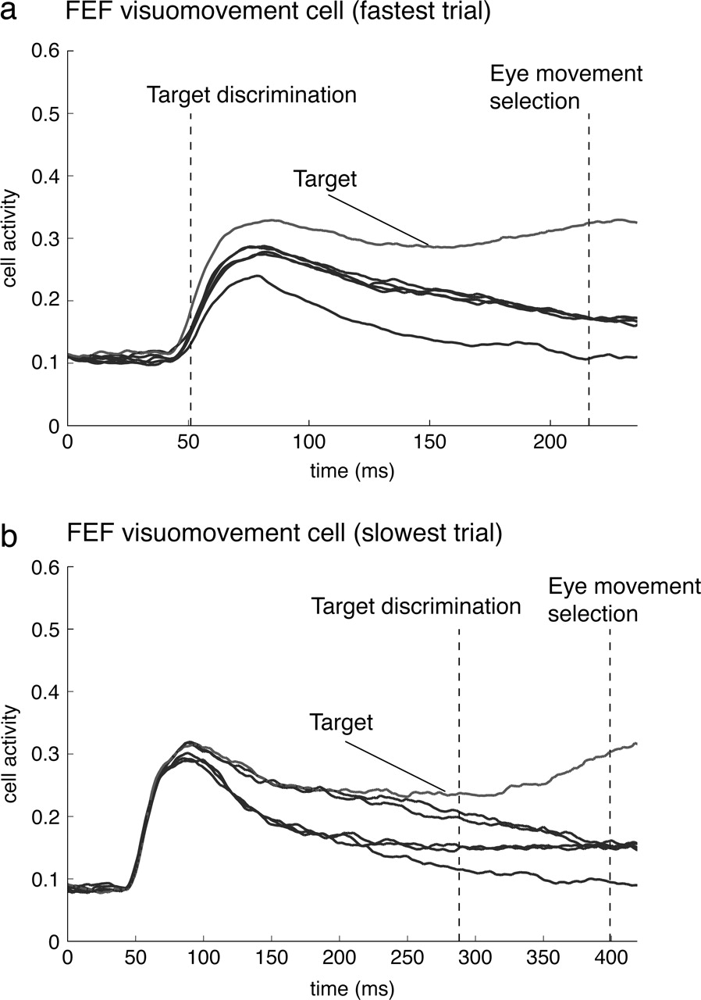 a FEF visuomovement cell (fastest trial)
0.6
Eye movement
selection
Target discrimination
0.5
0.4
Target
cell activity
0.3
0.2
0.1
0
0 50 100 150 200
time (ms)
b FEF visuomovement cell (slowest trial)
0.6
Eye movement
selection
Target discrimination
0.5
0.4
Target
cell activity
0.3
0.2
0.1
0
0 50 100 150 200 250 300 350 400
time (ms)